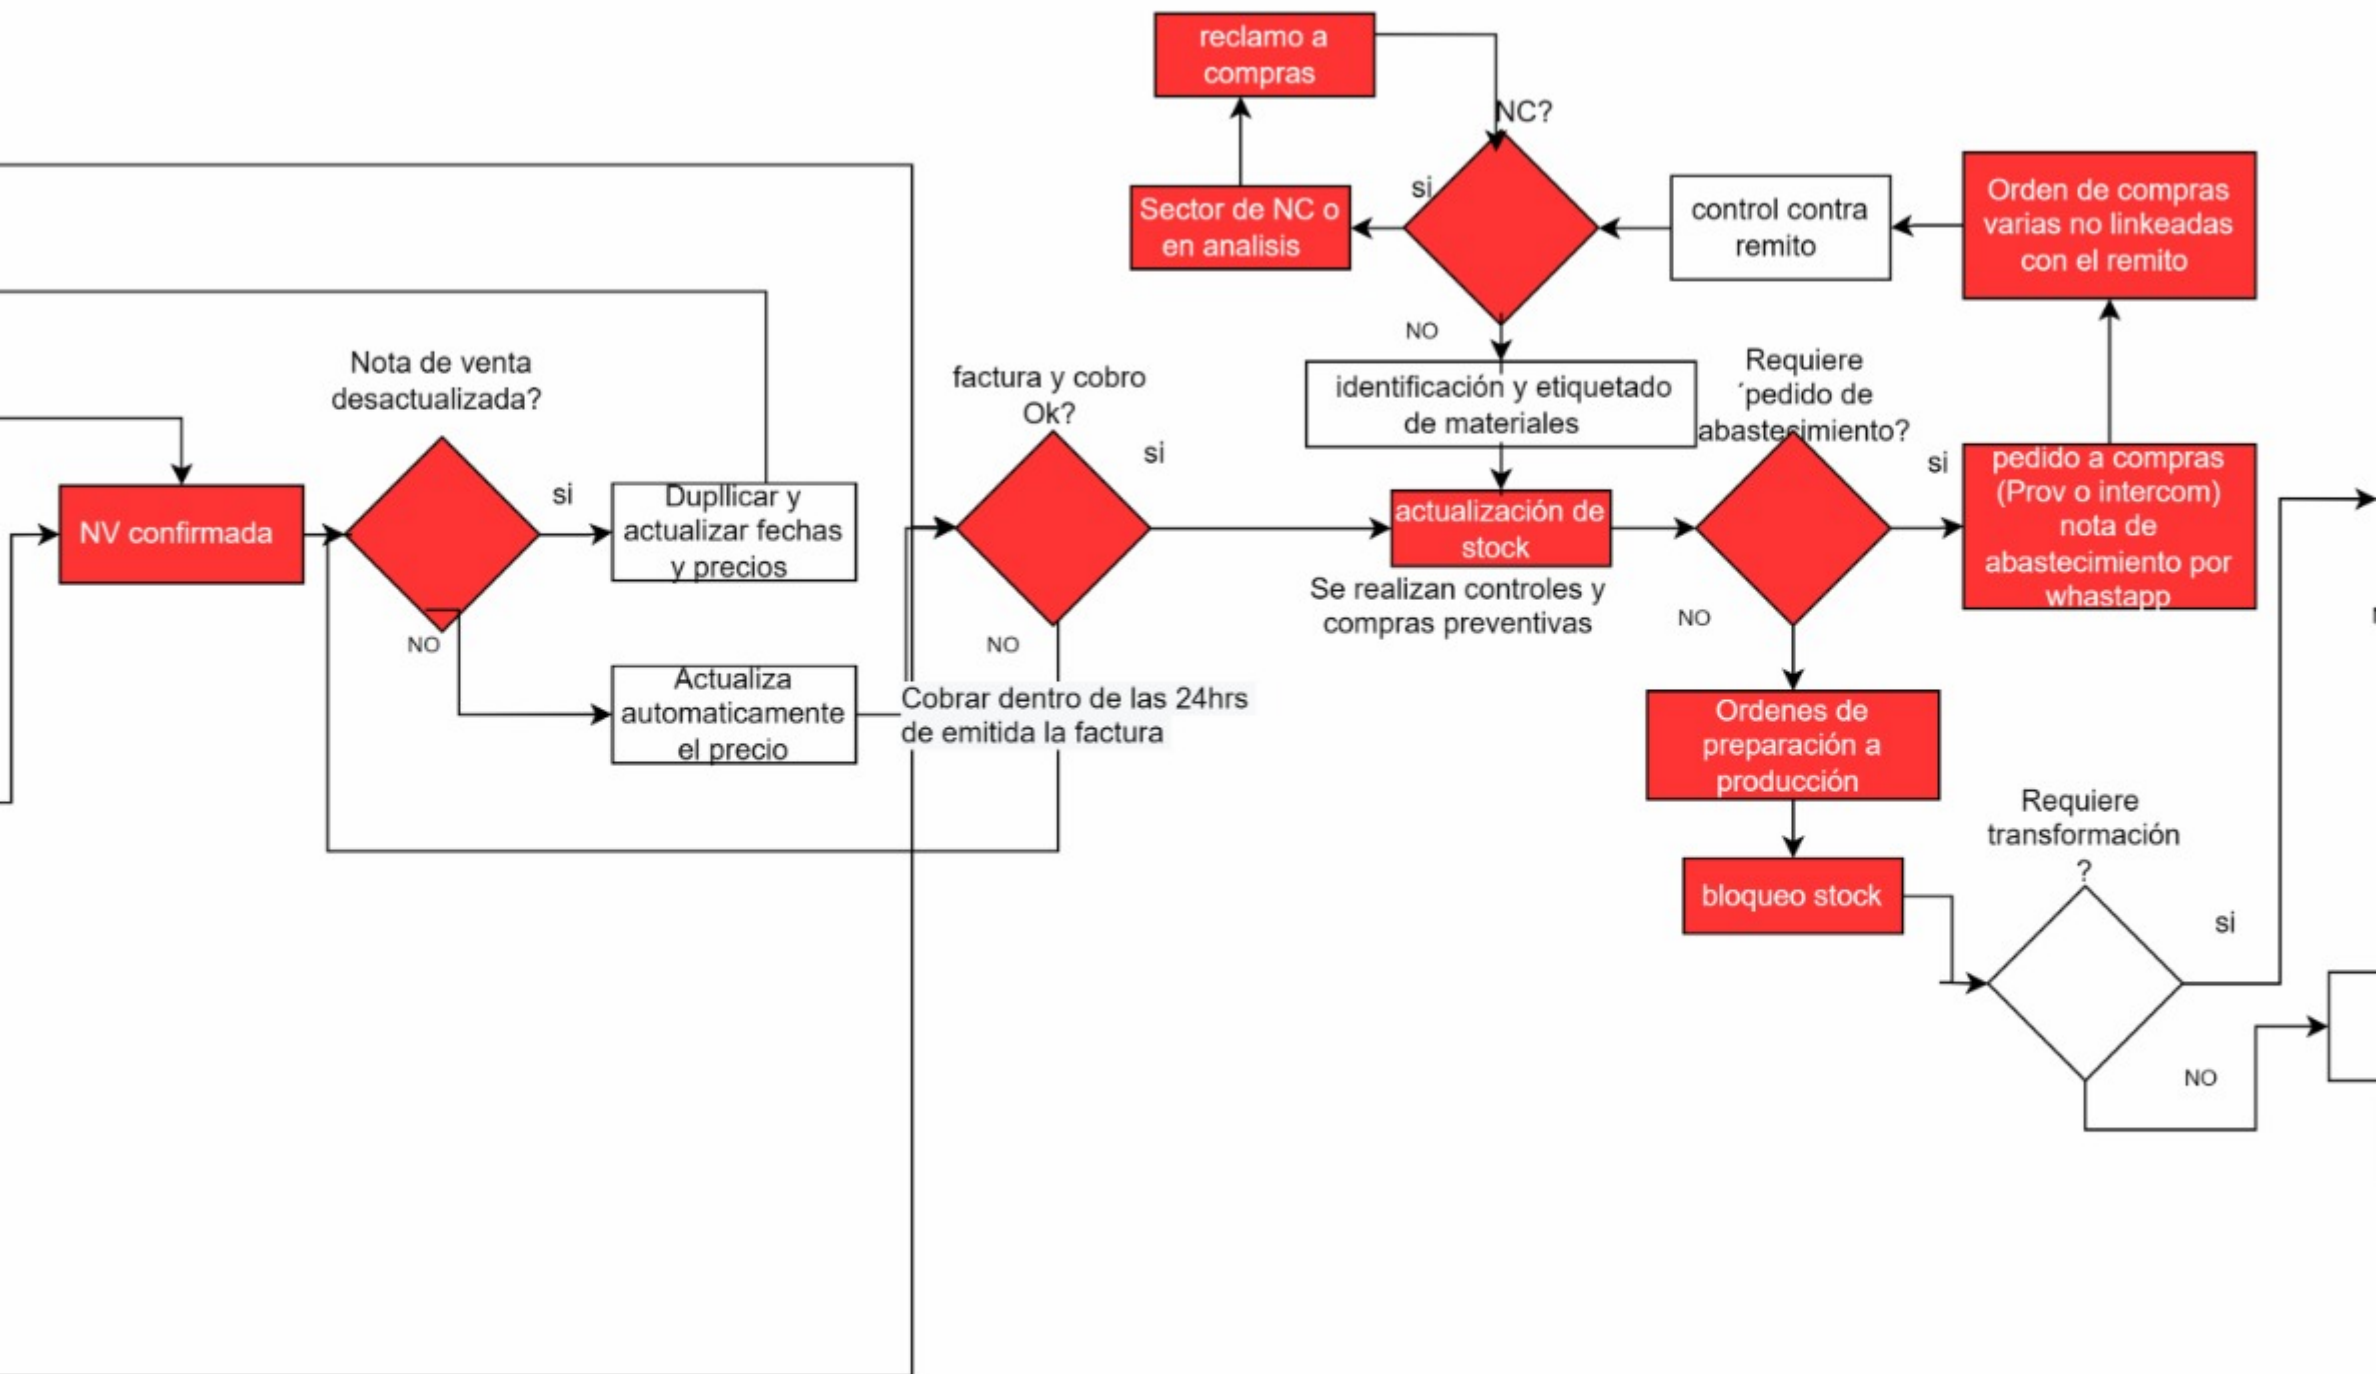 reclamo a
compras
NC?
si
Sector de NC o
en analisis
control contra
remito
Orden de compras
varias no linkeadas
con el remito
NO
Nota de venta
desactualizada?
factura y cobro
Ok?
identificación y etiquetado
de materiales
Requiere
´pedido de
abastecimiento?
NV confirmada
si
Dupllicar y
actualizar fechas
y precios
si
actualización de
stock
si
pedido a compras
(Prov o intercom)
nota de
abastecimiento por
whastapp
Se realizan controles y
compras preventivas
NO
NO
NO
Actualiza
automaticamente
el precio
Cobrar dentro de las 24hrs
de emitida la factura
Ordenes de
preparación a
producción
Requiere
transformación
?
bloqueo stock
si
NO